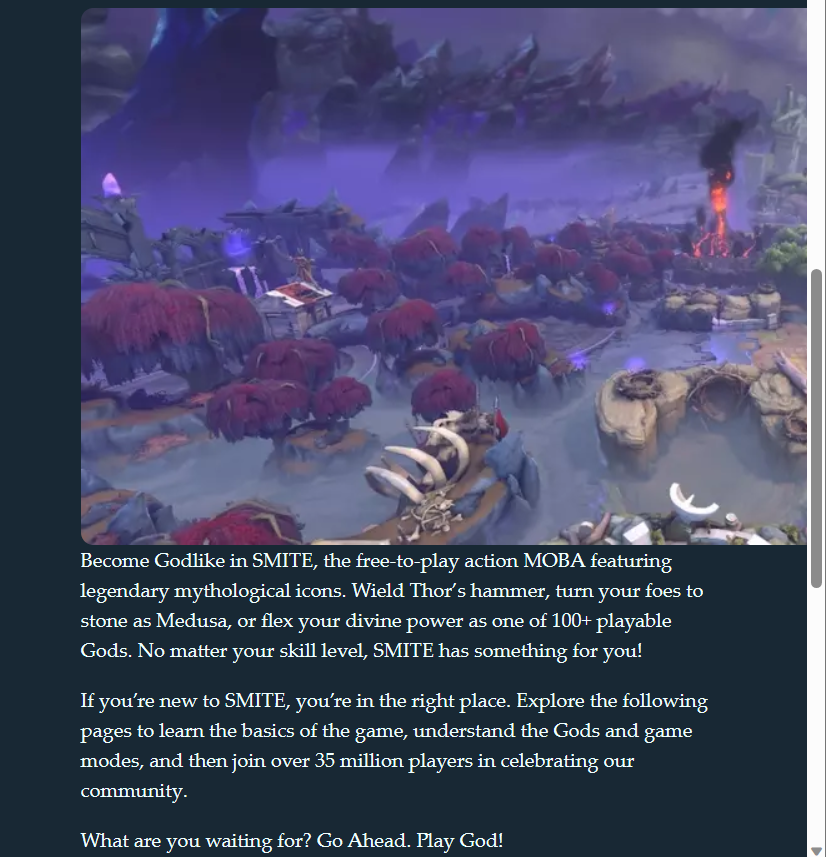 Become Godlike in SMITE, the free-to-play action MOBA featuring
legendary mythological icons. Wield Thor’s hammer, turn your foes to
stone as Medusa, or flex your divine power as one of 100+ playable
Gods. No matter your skill level, SMITE has something for you!
If you’re new to SMITE, you’re in the right place. Explore the following
pages to learn the basics of the game, understand the Gods and game
modes, and then join over 35 million players in celebrating our
community.
What are you waiting for? Go Ahead. Play God!